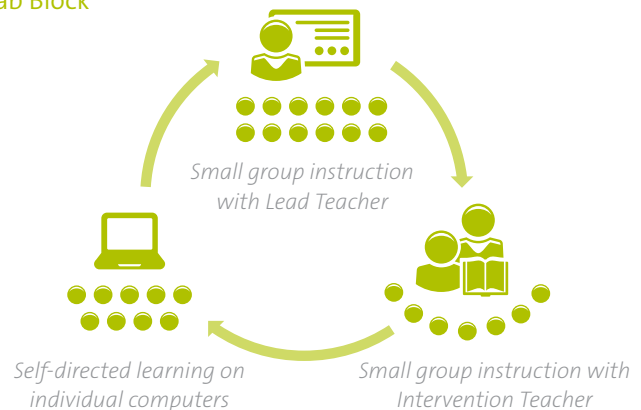 Block
Small group instruction
with Lead Teacher
Self-directed learning on
individual computers
Small group instruction with
Intervention Teacher